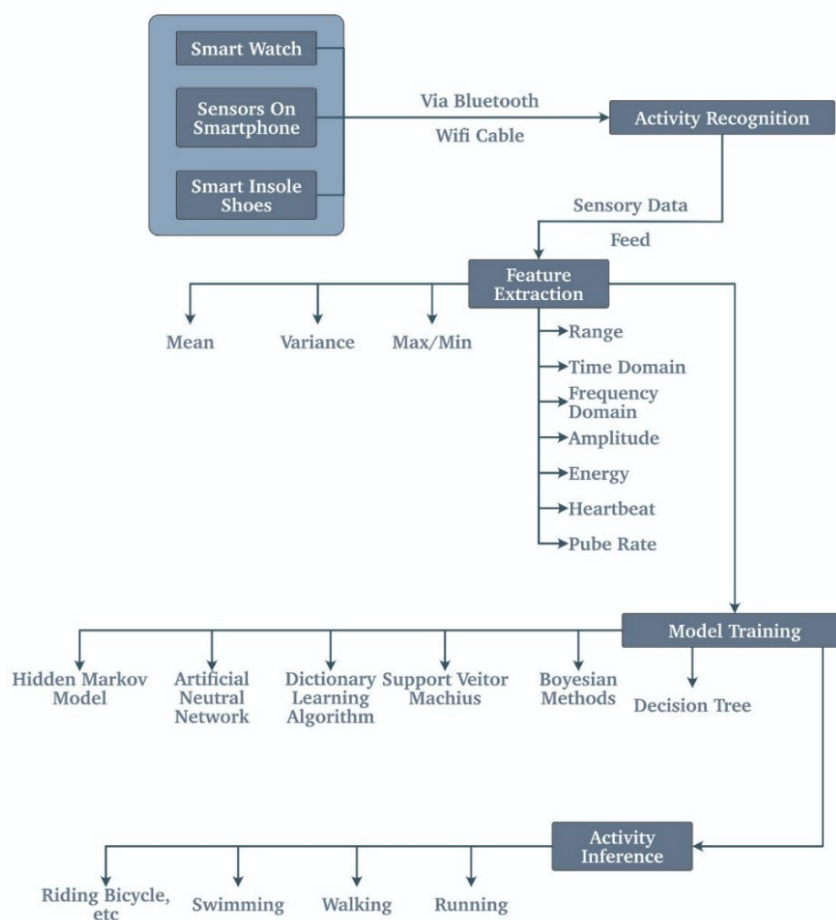 Smart Watch
Sensors On
Smartphone
Smart Insole
Shoes
Via Bluetooth
Wifi Cable
Activity Recognition
Sensory Data
Feed
Feature
Extraction
Mean
Variance
Max/Min
Range
Time Domain
Frequency
Domain
Amplitude
Energy
Heartbeat
Pube Rate
Model Training
Hidden Markov
Model
Artificial
Neutral
Network
Dictionary
Learning
Algorithm
Support Veitor
Machius
Boyesian
Methods
Decision Tree
Activity
Inference
Riding Bicycle,
etc
Swimming
Walking
Running